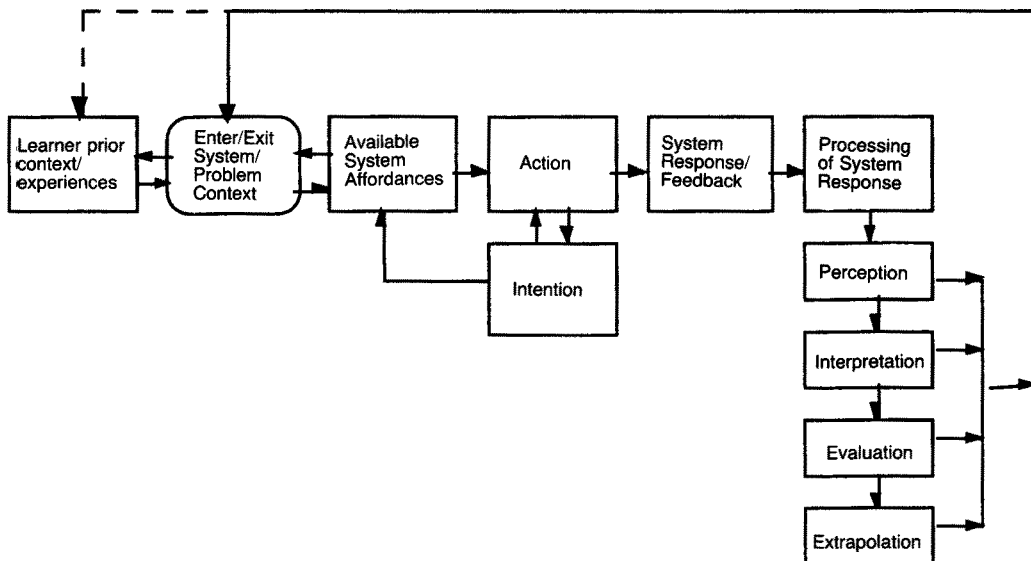 Learner prior
context/
experiences
Enter/Exit
System/
Problem
Context
Available
System
Affordances
Action
System
Response/
Feedback
Processing
of System
Response
Intention
Perception
Interpretation
Evaluation
Extrapolation